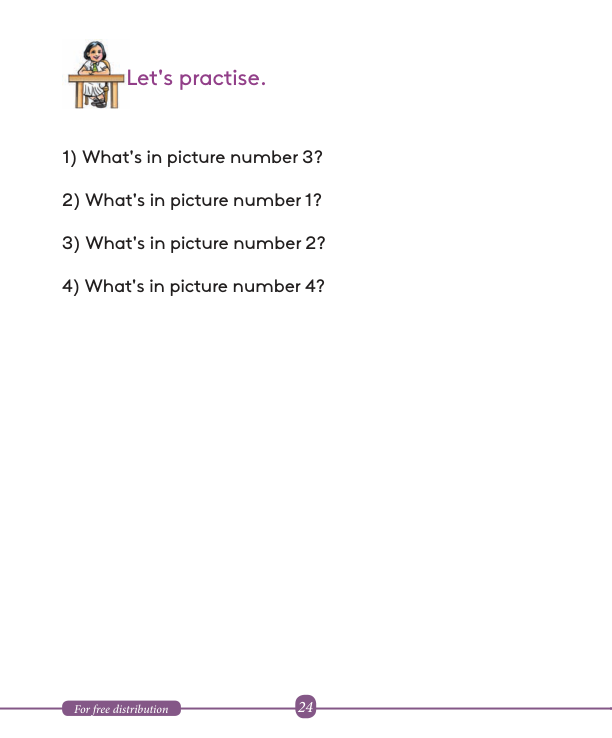 Let's practise.
1) What's in picture number 3?
2) What's in picture number 1?
3) What's in picture number 2?
4) What's in picture number 4?
For free distribution
24